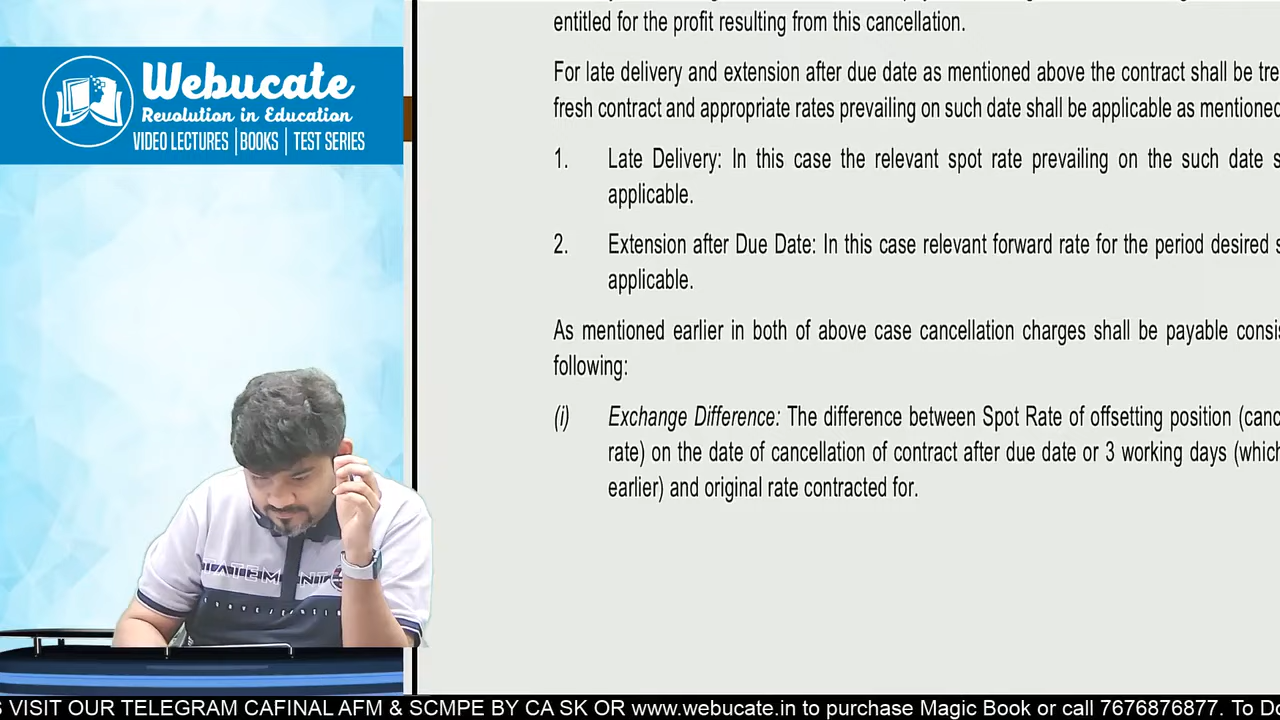 entitled for the profit resulting from this cancellation.
Webucate
Revolution in Education
VIDEO LECTURES | BOOKS | TEST SERIES
For late delivery and extension after due date as mentioned above the contract shall be tre
fresh contract and appropriate rates prevailing on such date shall be applicable as mentioned
1. Late Delivery: In this case the relevant spot rate prevailing on the such date s
applicable.
2. Extension after Due Date: In this case relevant forward rate for the period desired s
applicable.
As mentioned earlier in both of above case cancellation charges shall be payable consis
following:
(i) Exchange Difference: The difference between Spot Rate of offsetting position (canc
rate) on the date of cancellation of contract after due date or 3 working days (which
earlier) and original rate contracted for.
S VISIT OUR TELEGRAM CAFINAL AFM & SCMPE BY CA SK OR www.webucate.in to purchase Magic Book or call 7676876877. To Do